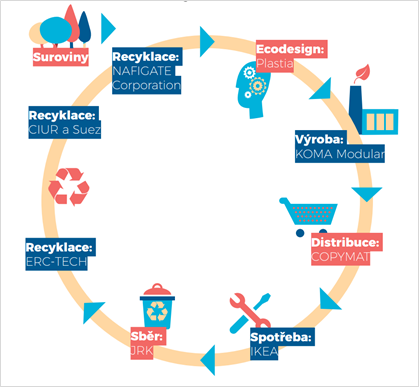 Suroviny
Recyklace:
NAFIGATE
Corporation
Ecodesign:
Plastia
Výroba:
KOMA Modular
Distribuce:
COPYMAT
Spotřeba:
IKEA
Sběr:
JRK
Recyklace:
ERC-TECH
Recyklace:
CIUR a Suez